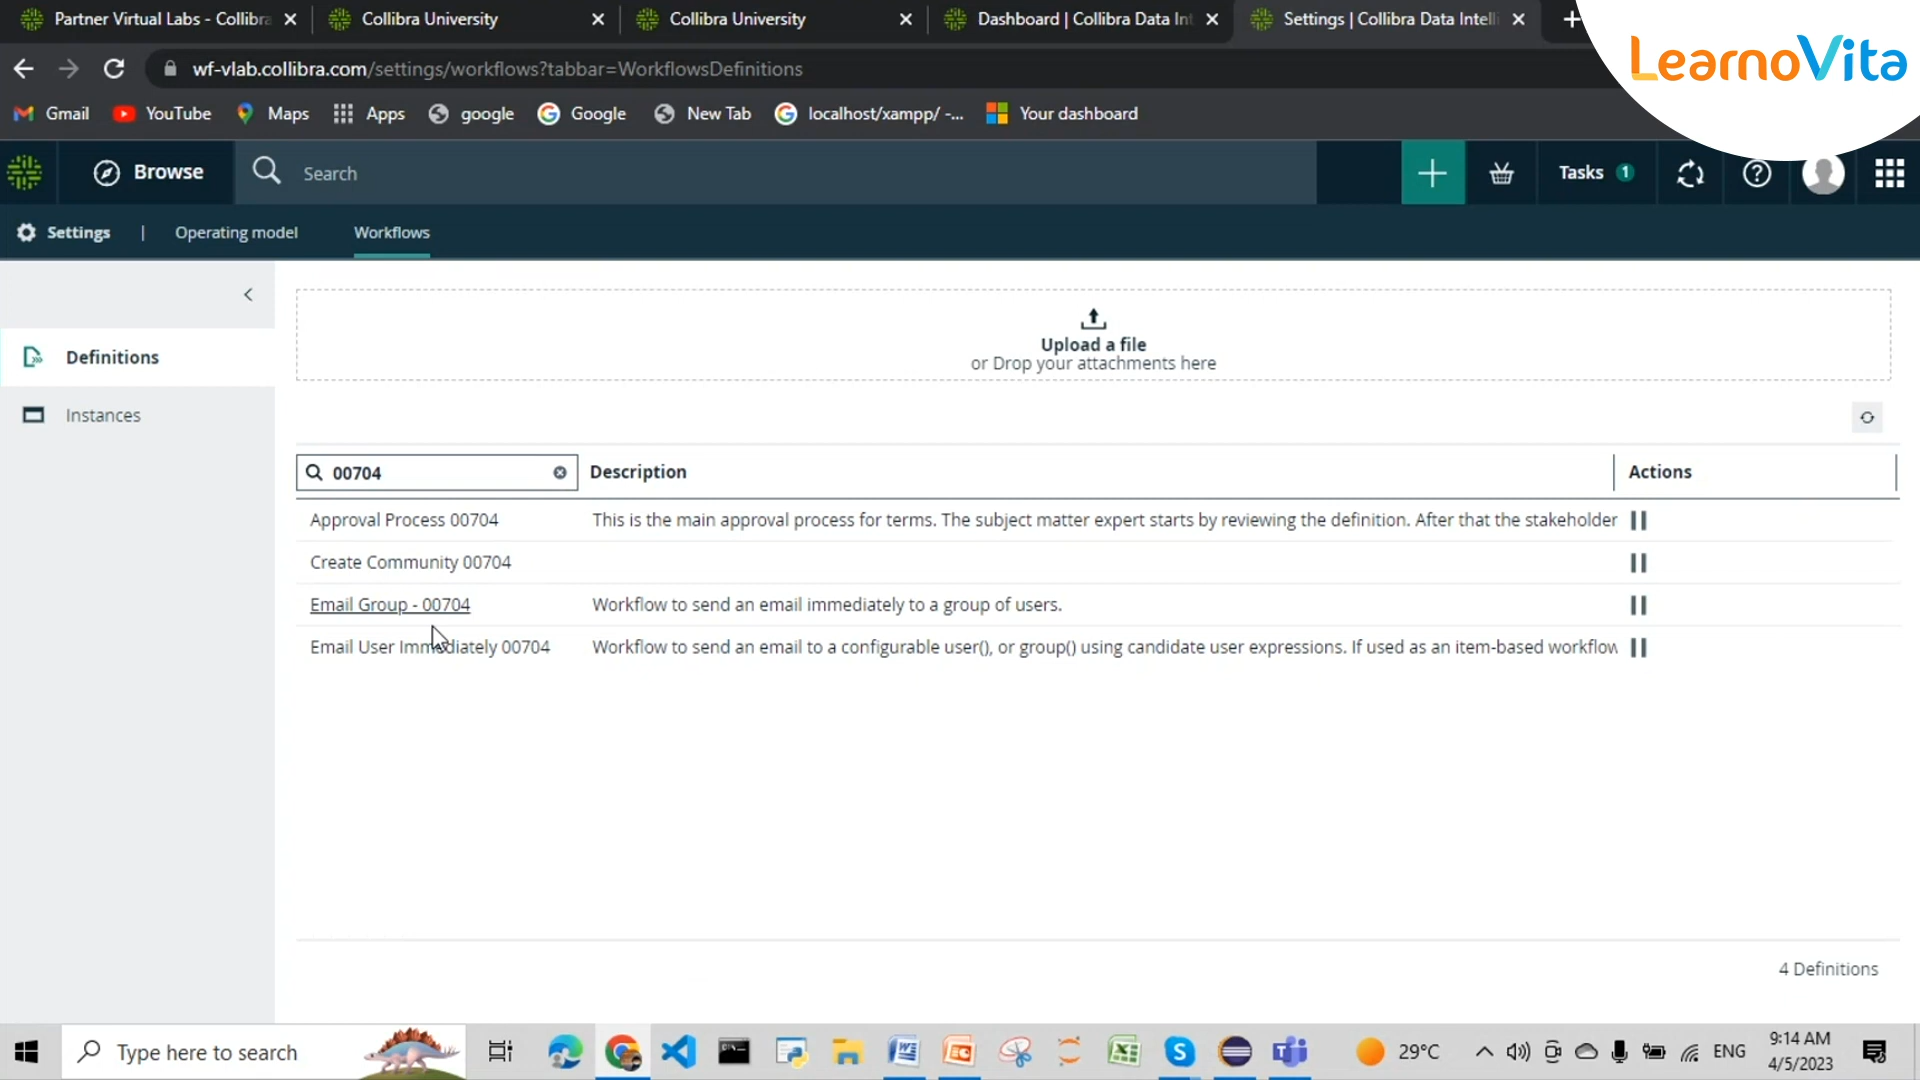 Partner Virtual Labs - Collibra
Collibra University
Collibra University
Dashboard | Collibra Data Int
Settings | Collibra Data Intelli
LearnoVita
wf-vlab.collibra.com/settings/workflows?tabbar=WorkflowsDefinitions
Gmail
YouTube
Maps
Apps
google
Google
New Tab
localhost/xampp/ -...
Your dashboard
Browse
Search
Tasks 1
Settings | Operating model Workflows
Upload a file
or Drop your attachments here
Definitions
Instances
00704 Description Actions
Approval Process 00704 This is the main approval process for terms. The subject matter expert starts by reviewing the definition. After that the stakeholder
Create Community 00704
Email Group - 00704 Workflow to send an email immediately to a group of users.
Email User Immediately 00704 Workflow to send an email to a configurable user(), or group() using candidate user expressions. If used as an item-based workflow
4 Definitions
Type here to search
29°C
ENG
9:14 AM
4/5/2023